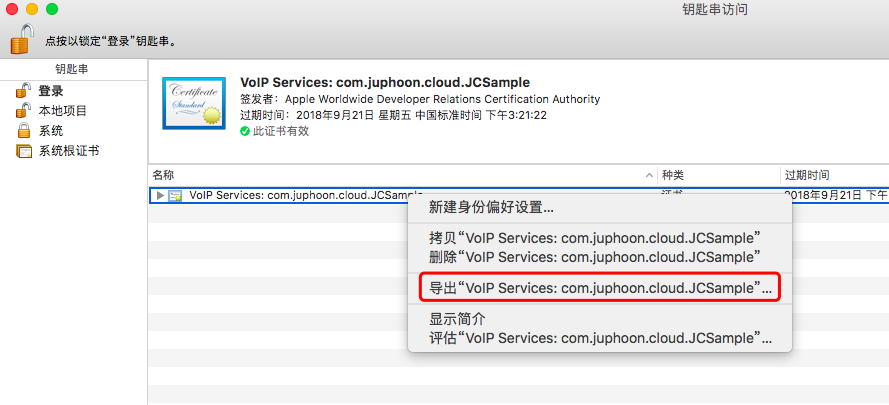 钥匙串访问
点按以锁定“登录”钥匙串。
钥匙串
登录
本地项目
系统
系统根证书
Certificate
Standard
VoIP Services: com.juphoon.cloud.JCSample
签发者：Apple Worldwide Developer Relations Certification Authority
过期时间：2018年9月21日 星期五 中国标准时间 下午3:21:22
此证书有效
名称 种类 过期时间
VoIP Services: com.juphoon.cloud.JCSample 证书 2018年9月21日 下午
新建身份偏好设置...
拷贝“VoIP Services: com.juphoon.cloud.JCSample”
删除“VoIP Services: com.juphoon.cloud.JCSample”
导出“VoIP Services: com.juphoon.cloud.JCSample”...
显示简介
评估“VoIP Services: com.juphoon.cloud.JCSample”...